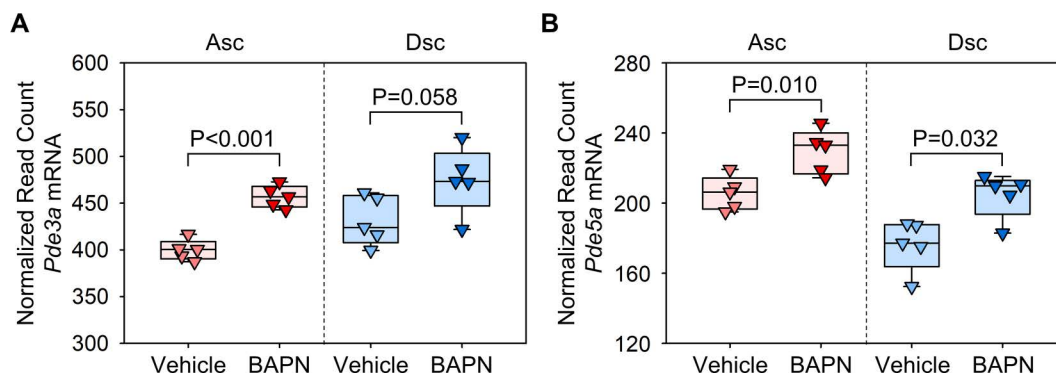 A
Asc
Dsc
Normalized Read Count
Pde3a mRNA
600
550
500
450
400
350
300
P<0.001
P=0.058
Vehicle
BAPN
Vehicle
BAPN
B
Asc
Dsc
Normalized Read Count
Pde5a mRNA
280
240
200
160
120
P=0.010
P=0.032
Vehicle
BAPN
Vehicle
BAPN